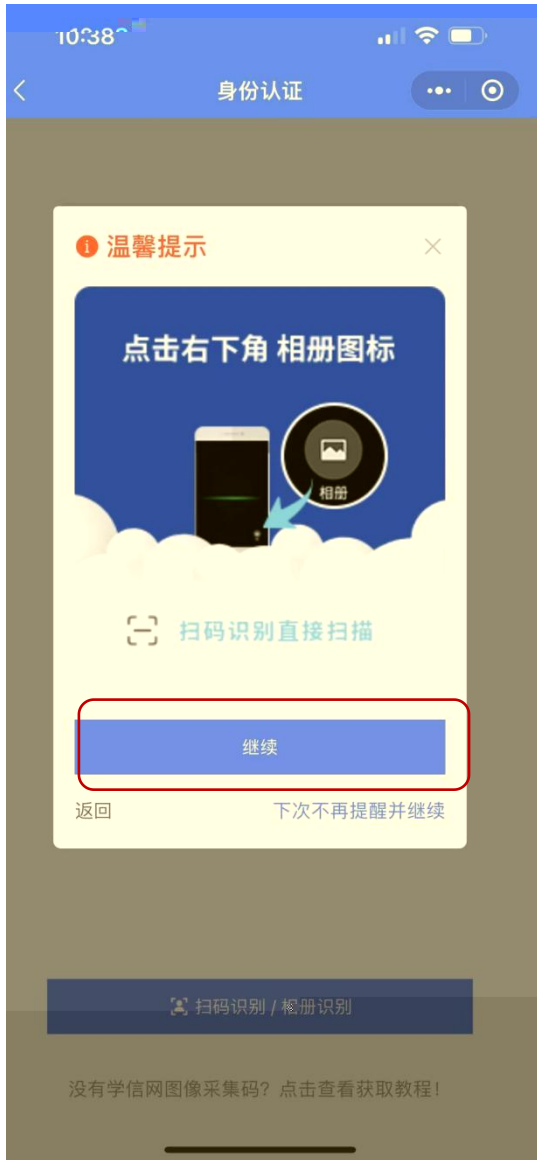 10:38
身份认证
温馨提示
点击右下角 相册图标
相册
扫码识别直接扫描
继续
返回
下次不再提醒并继续
扫码识别 / 相册识别
没有学信网图像采集码？点击查看获取教程！